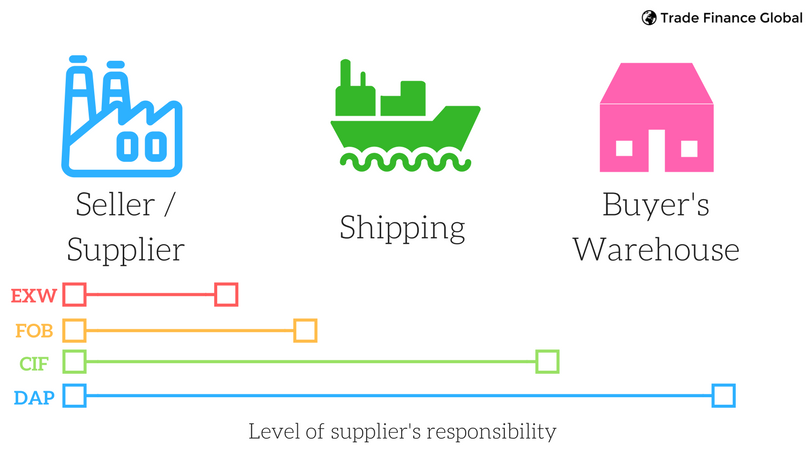 Trade Finance Global
Seller /
Supplier
Shipping
Buyer's
Warehouse
EXW
FOB
CIF
DAP
Level of supplier's responsibility